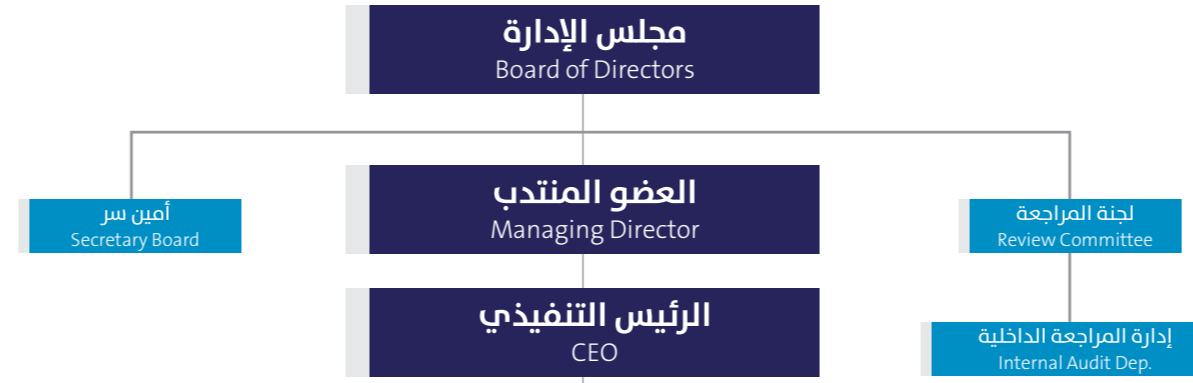 مجلس الإدارة
Board of Directors
العضو المنتدب
Managing Director
أمين سر
Secretary Board
لجنة المراجعة
Review Committee
الرئيس التنفيذي
CEO
إدارة المراجعة الداخلية
Internal Audit Dep.